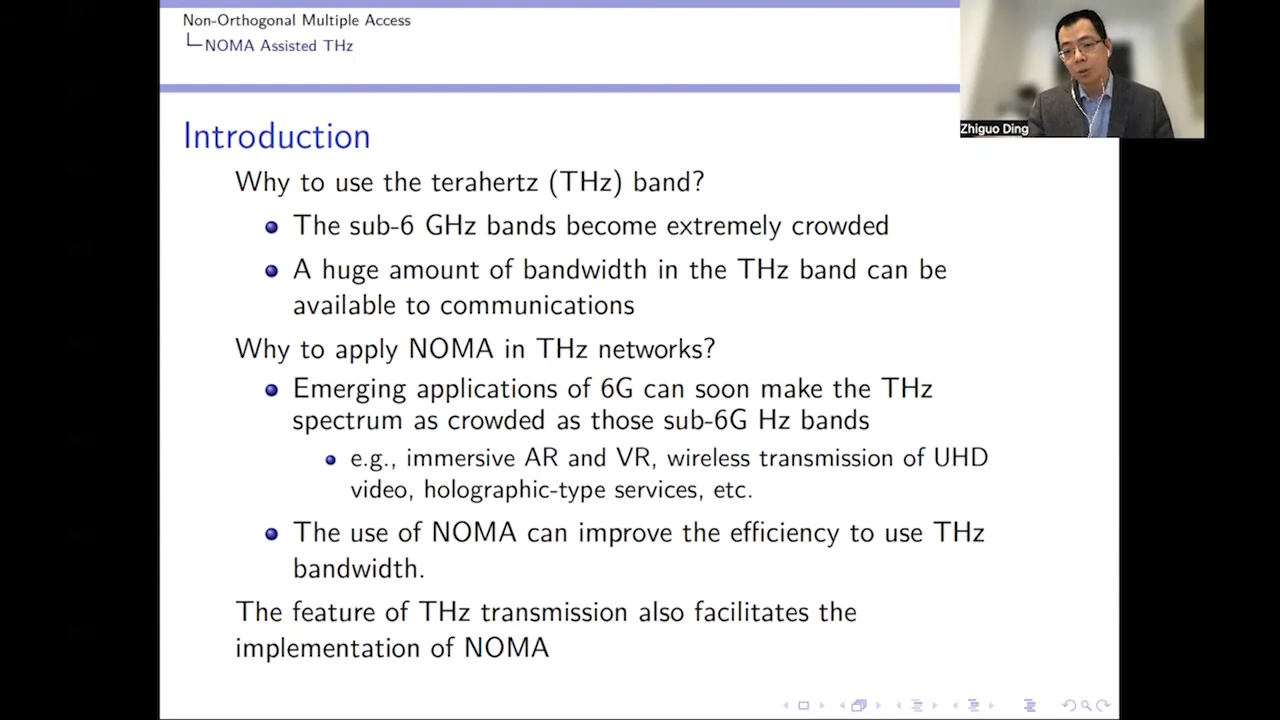 Non-Orthogonal Multiple Access
NOMA Assisted THz
Zhiguo Ding
Introduction
Why to use the terahertz (THz) band?
The sub-6 GHz bands become extremely crowded
A huge amount of bandwidth in the THz band can be
available to communications
Why to apply NOMA in THz networks?
Emerging applications of 6G can soon make the THz
spectrum as crowded as those sub-6G Hz bands
e.g., immersive AR and VR, wireless transmission of UHD
video, holographic-type services, etc.
The use of NOMA can improve the efficiency to use THz
bandwidth.
The feature of THz transmission also facilitates the
implementation of NOMA